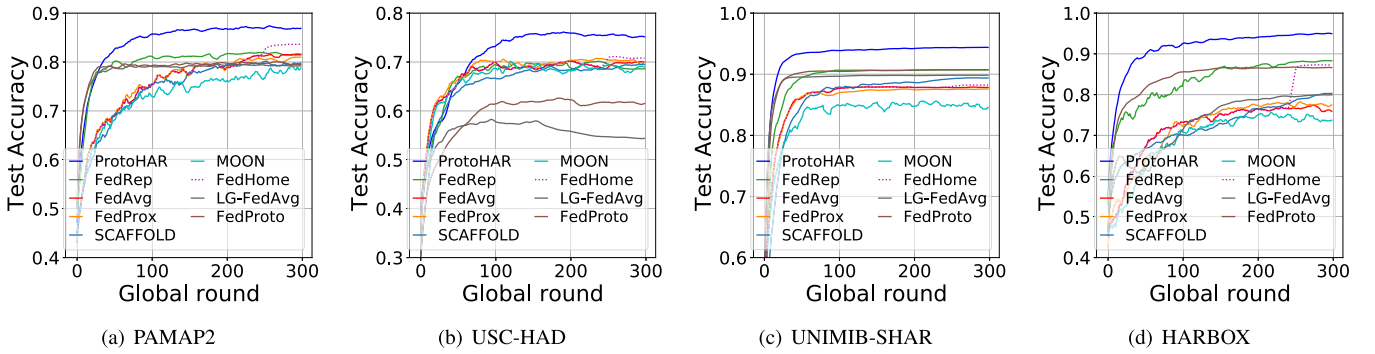 Test Accuracy
0.9
0.8
0.7
0.6
0.5
0.4
ProtoHAR
FedRep
FedAvg
FedProx
SCAFFOLD
MOON
FedHome
LG-FedAvg
FedProto
0 100 200 300
Global round
(a) PAMAP2
Test Accuracy
0.8
0.7
0.6
0.5
0.4
0.3
ProtoHAR
FedRep
FedAvg
FedProx
SCAFFOLD
MOON
FedHome
LG-FedAvg
FedProto
0 100 200 300
Global round
(b) USC-HAD
Test Accuracy
1.0
0.9
0.8
0.7
0.6
ProtoHAR
FedRep
FedAvg
FedProx
SCAFFOLD
MOON
FedHome
LG-FedAvg
FedProto
0 100 200 300
Global round
(c) UNIMIB-SHAR
Test Accuracy
1.0
0.9
0.8
0.7
0.6
0.5
0.4
ProtoHAR
FedRep
FedAvg
FedProx
SCAFFOLD
MOON
FedHome
LG-FedAvg
FedProto
0 100 200 300
Global round
(d) HARBOX